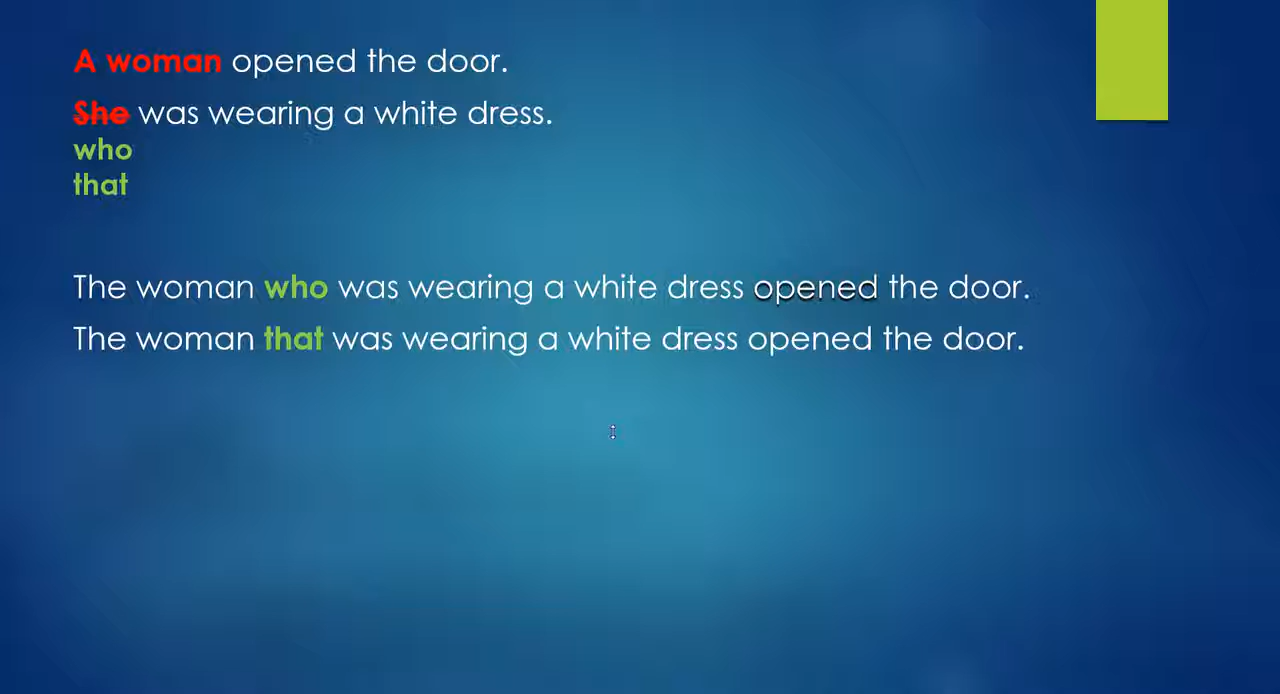 A woman opened the door.
She was wearing a white dress.
who
that
The woman who was wearing a white dress opened the door.
The woman that was wearing a white dress opened the door.